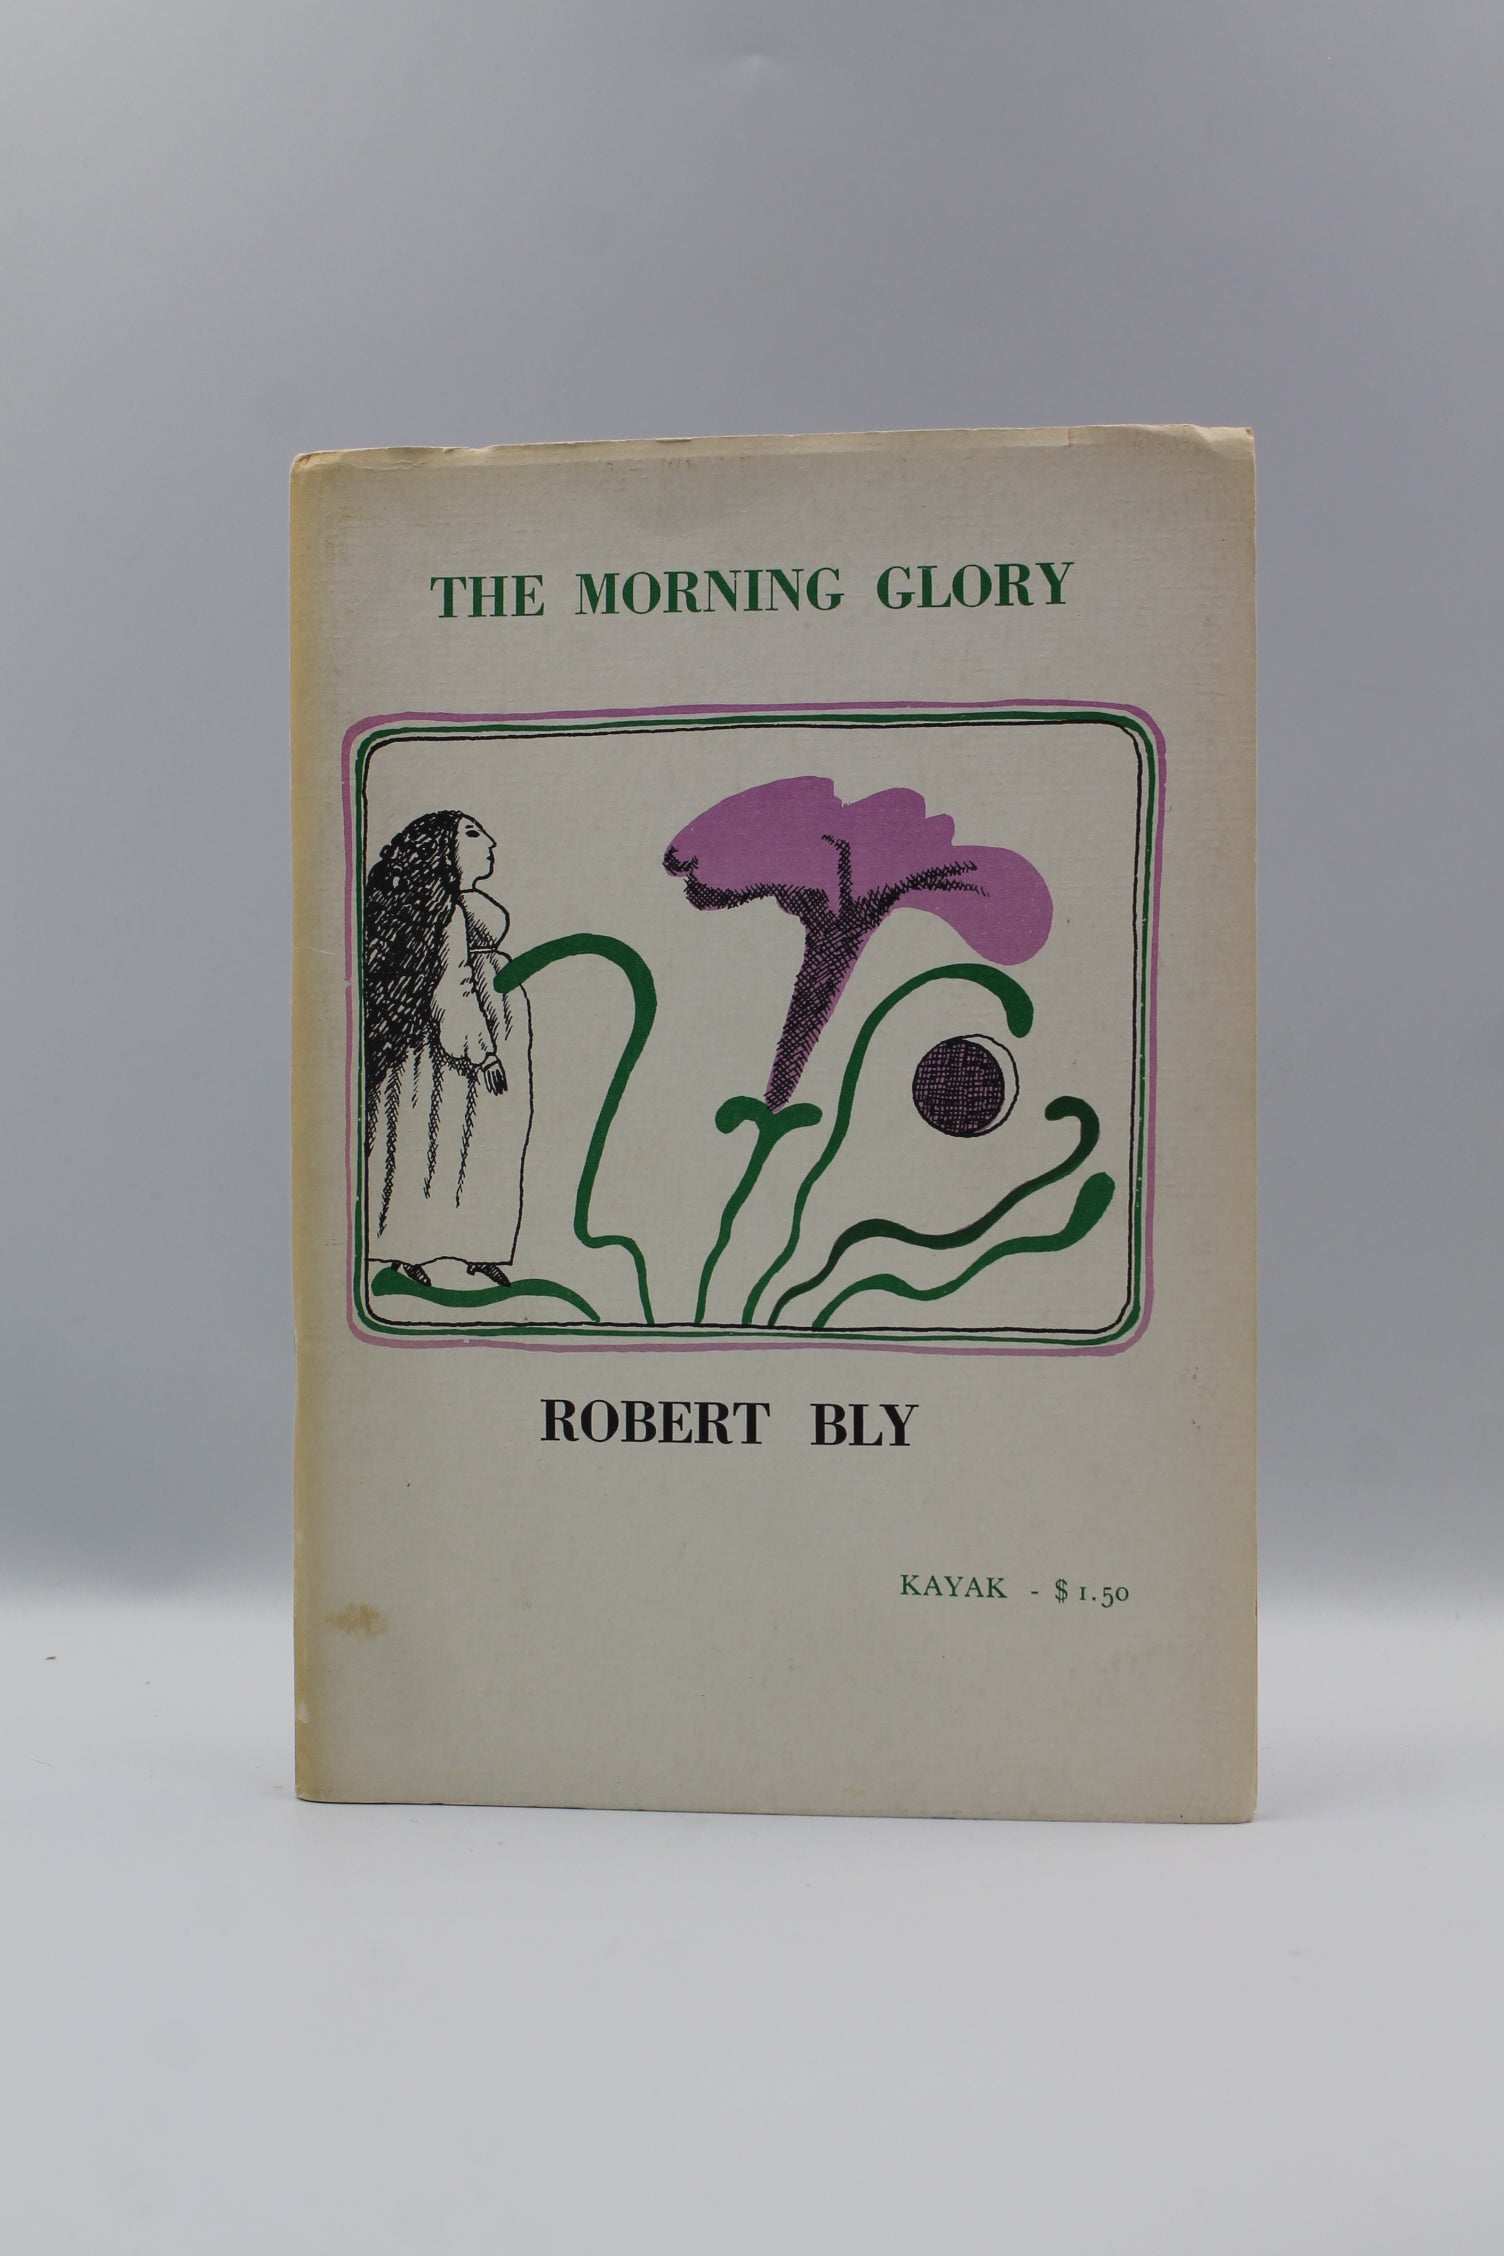 THE MORNING GLORY
ROBERT BLY
KAYAK - $1.50